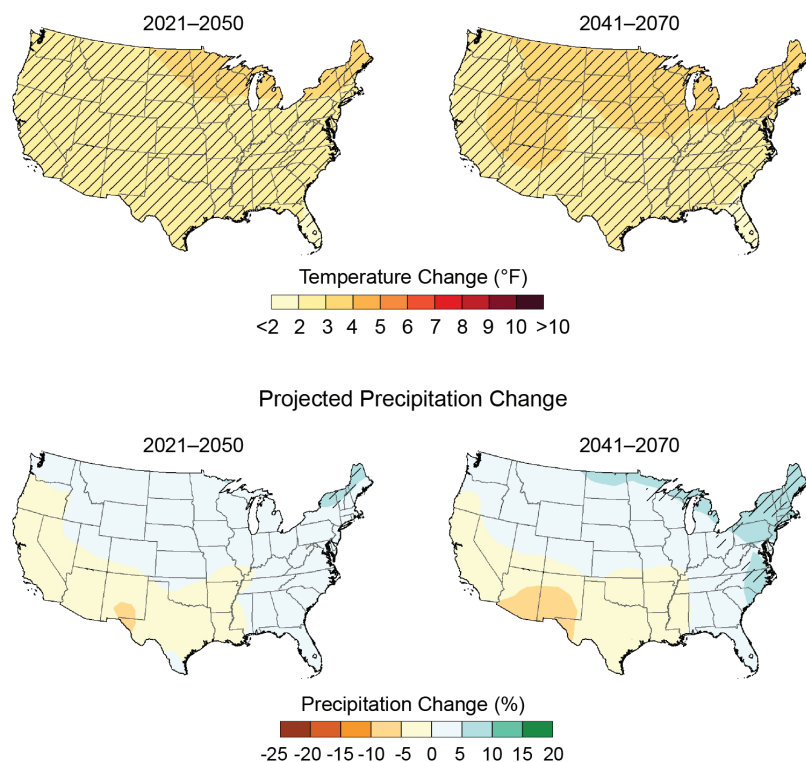 2021–2050 2041–2070
Temperature Change (°F)
<2 2 3 4 5 6 7 8 9 10 >10
Projected Precipitation Change
2021–2050 2041–2070
Precipitation Change (%)
-25 -20 -15 -10 -5 0 5 10 15 20